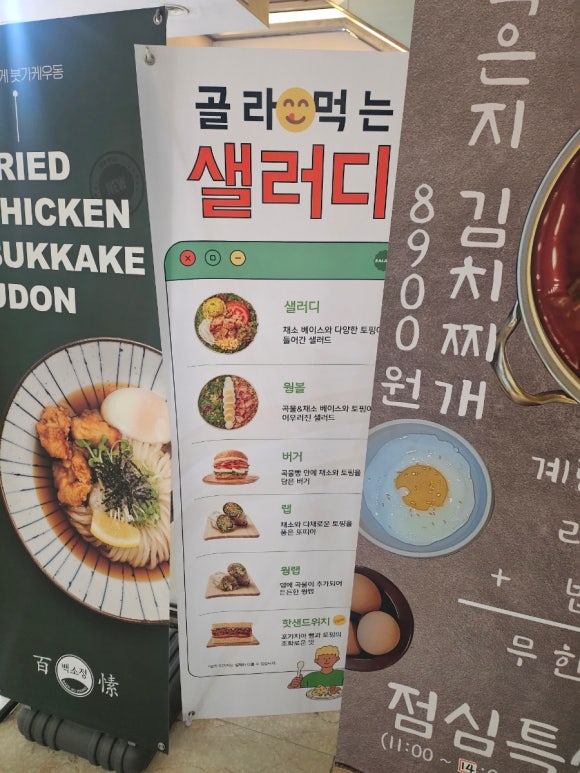 붓가케우동
NEW
CHICKEN
UDON
百 愫
백소정
골라 먹는
샐러디
샐러디
채소 베이스와 다양한 토핑이
들어간 샐러드
웜볼
곡물&채소 베이스와 토핑이
어우러진 샐러드
버거
곡물빵 안에 채소와 토핑을
담은 버거
랩
채소와 다채로운 토핑을
품은 또띠아
웜랩
랩에 곡물이 추가되어
든든한 웜랩
핫샌드위치
포카치아 빵과 토핑의
조화로운 맛
은지
김치찌개
8900원
+
무한
점심특
(11:00 ~ 14: